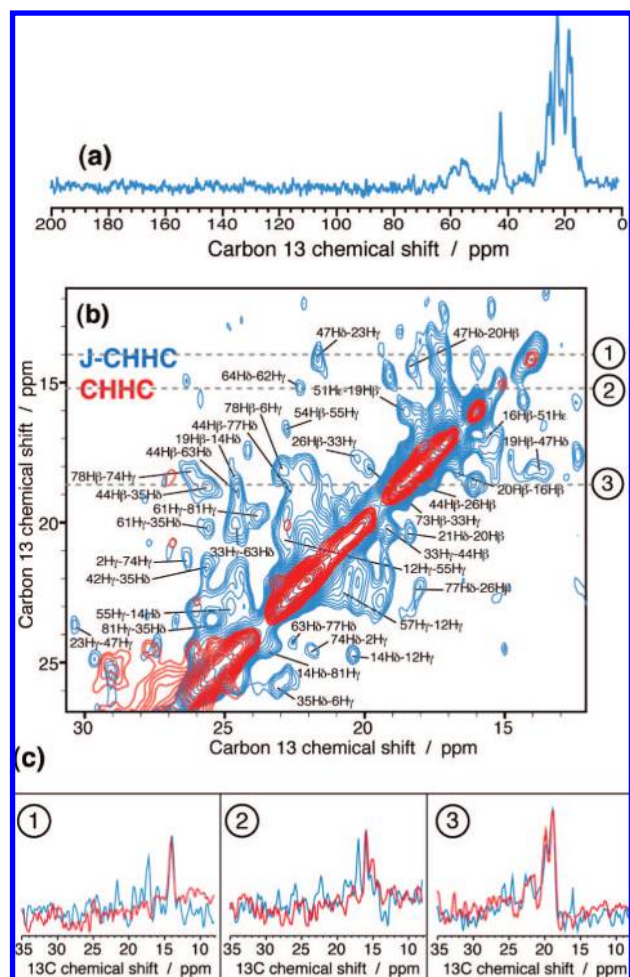 (a)
200 180 160 140 120 100 80 60 40 20 0
Carbon 13 chemical shift / ppm
(b)
J-CHHC
CHHC
47Hδ-23Hγ
47Hδ-20Hβ
1
64Hδ-62Hγ
2
51Hε-19Hβ
78Hβ-6Hγ
54Hβ-55Hγ
44Hβ-77Hδ
16Hβ-51Hε
19Hβ-14Hδ
26Hβ-33Hγ
19Hβ-47Hδ
44Hβ-63Hδ
78Hβ-74Hγ
3
44Hβ-35Hδ
20Hβ-16Hβ
44Hβ-26Hβ
61Hγ-81Hγ
73Hβ-33Hγ
61Hγ-35Hδ
21Hδ-20Hβ
33Hγ-63Hδ
33Hγ-44Hβ
2Hγ-74Hγ
12Hγ-55Hγ
42Hγ-35Hδ
77Hδ-26Hβ
55Hγ-14Hδ
57Hγ-12Hγ
81Hγ-35Hδ
63Hδ-77Hδ
23Hγ-47Hγ
74Hδ-2Hγ
14Hδ-12Hγ
14Hδ-81Hγ
35Hδ-6Hγ
15
20
25
Carbon 13 chemical shift / ppm
30 25 20 15
Carbon 13 chemical shift / ppm
(c)
1
2
3
35 30 25 20 15 10
35 30 25 20 15 10
35 30 25 20 15 10
13C chemical shift / ppm
13C chemical shift / ppm
13C chemical shift / ppm